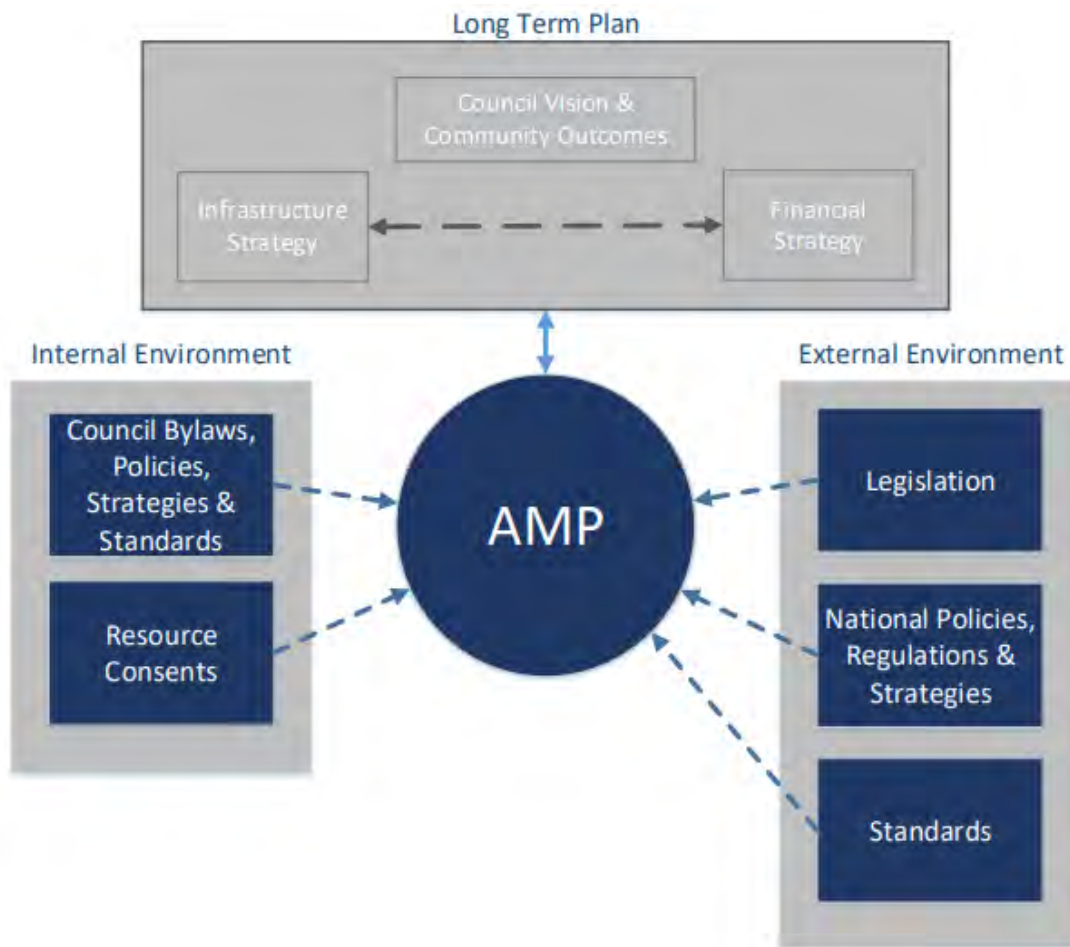 Long Term Plan
Council Vision &
Community Outcomes
Infrastructure
Strategy
Financial
Strategy
Internal Environment
Council Bylaws,
Policies,
Strategies &
Standards
Resource
Consents
AMP
External Environment
Legislation
National Policies,
Regulations &
Strategies
Standards